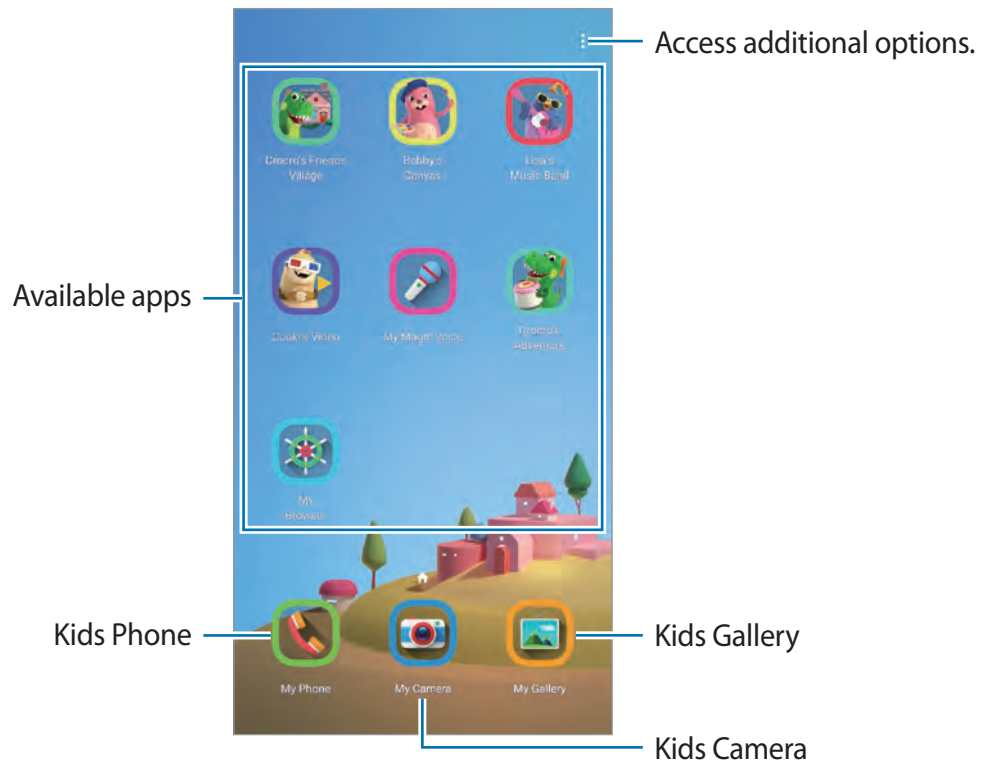 Access additional options.
Crocro's Friends
Village
Bobby's
Canvas
Lisa's
Music Band
Available apps
Cooki's Video
My Magic Voice
Crocro's
Adventure
My
Browser
Kids Phone
Kids Gallery
My Phone
My Camera
My Gallery
Kids Camera